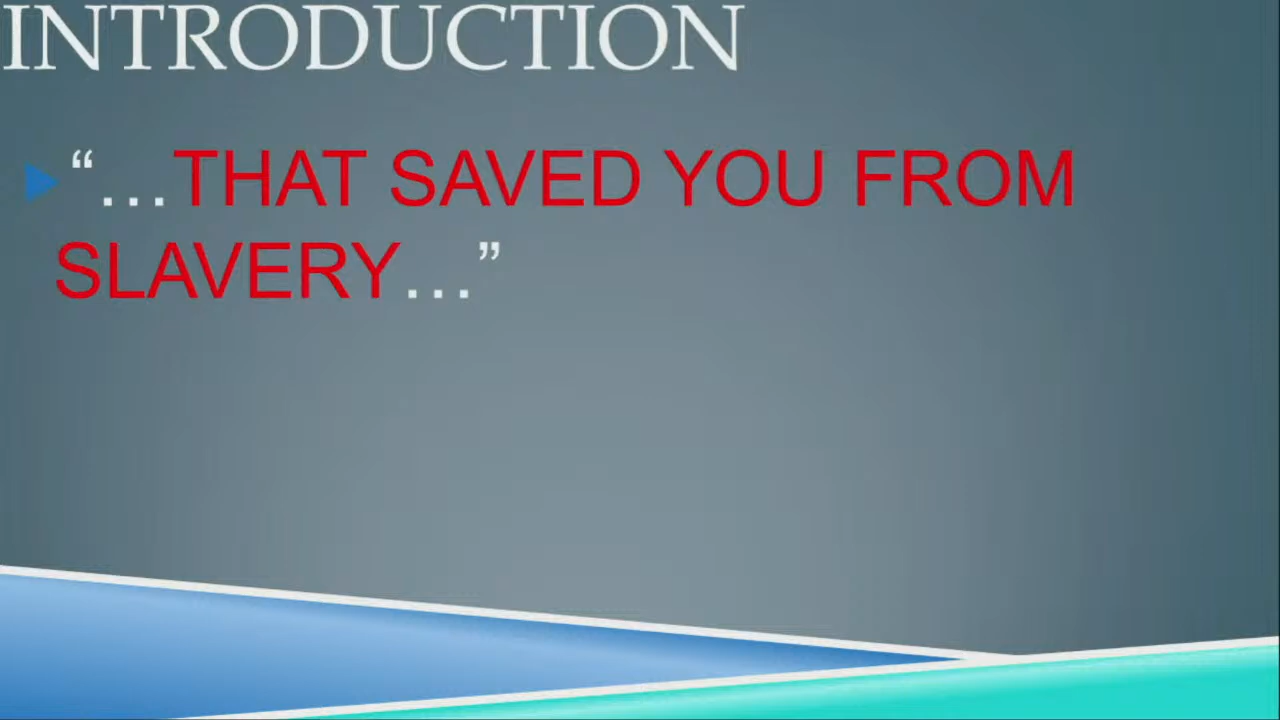 INTRODUCTION
“…THAT SAVED YOU FROM
SLAVERY…”